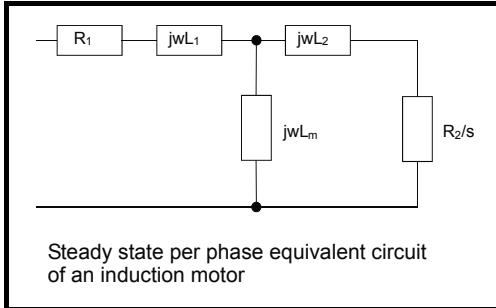 R₁
jwL₁
jwL₂
jwLₘ
R₂/s
Steady state per phase equivalent circuit
of an induction motor